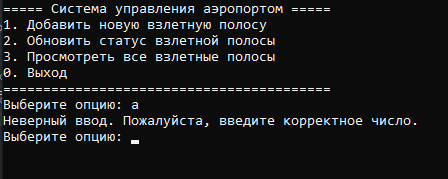 ===== Система управления аэропортом =====
1. Добавить новую взлетную полосу
2. Обновить статус взлетной полосы
3. Просмотреть все взлетные полосы
0. Выход
=========================================
Выберите опцию: а
Неверный ввод. Пожалуйста, введите корректное число.
Выберите опцию: